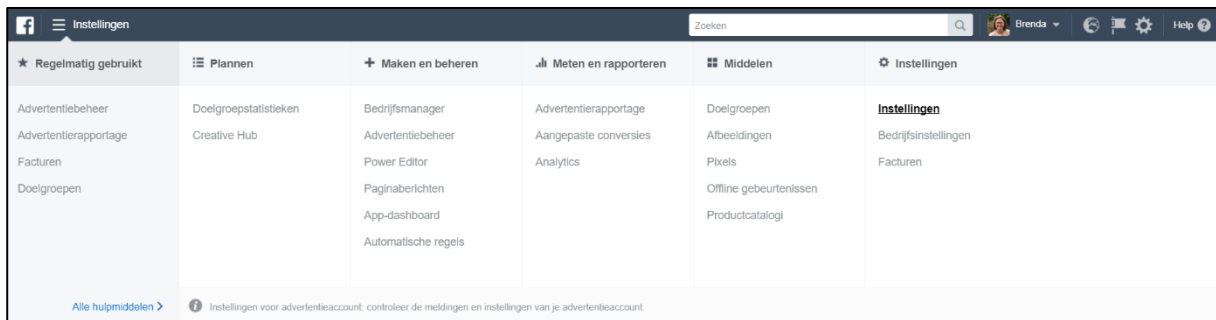 Instellingen
Zoeken
Brenda
Help
Regelmatig gebruikt
Advertentiebeheer
Advertentierapportage
Facturen
Doelgroepen
Alle hulpmiddelen
Plannen
Doelgroepstatistieken
Creative Hub
Maken en beheren
Bedrijfsmanager
Advertentiebeheer
Power Editor
Paginaberichten
App-dashboard
Automatische regels
Meten en rapporteren
Advertentierapportage
Aangepaste conversies
Analytics
Middelen
Doelgroepen
Afbeeldingen
Pixels
Offline gebeurtenissen
Productcatalogi
Instellingen
Instellingen
Bedrijfsinstellingen
Facturen
Instellingen voor advertentieaccount: controleer de meldingen en instellingen van je advertentieaccount.